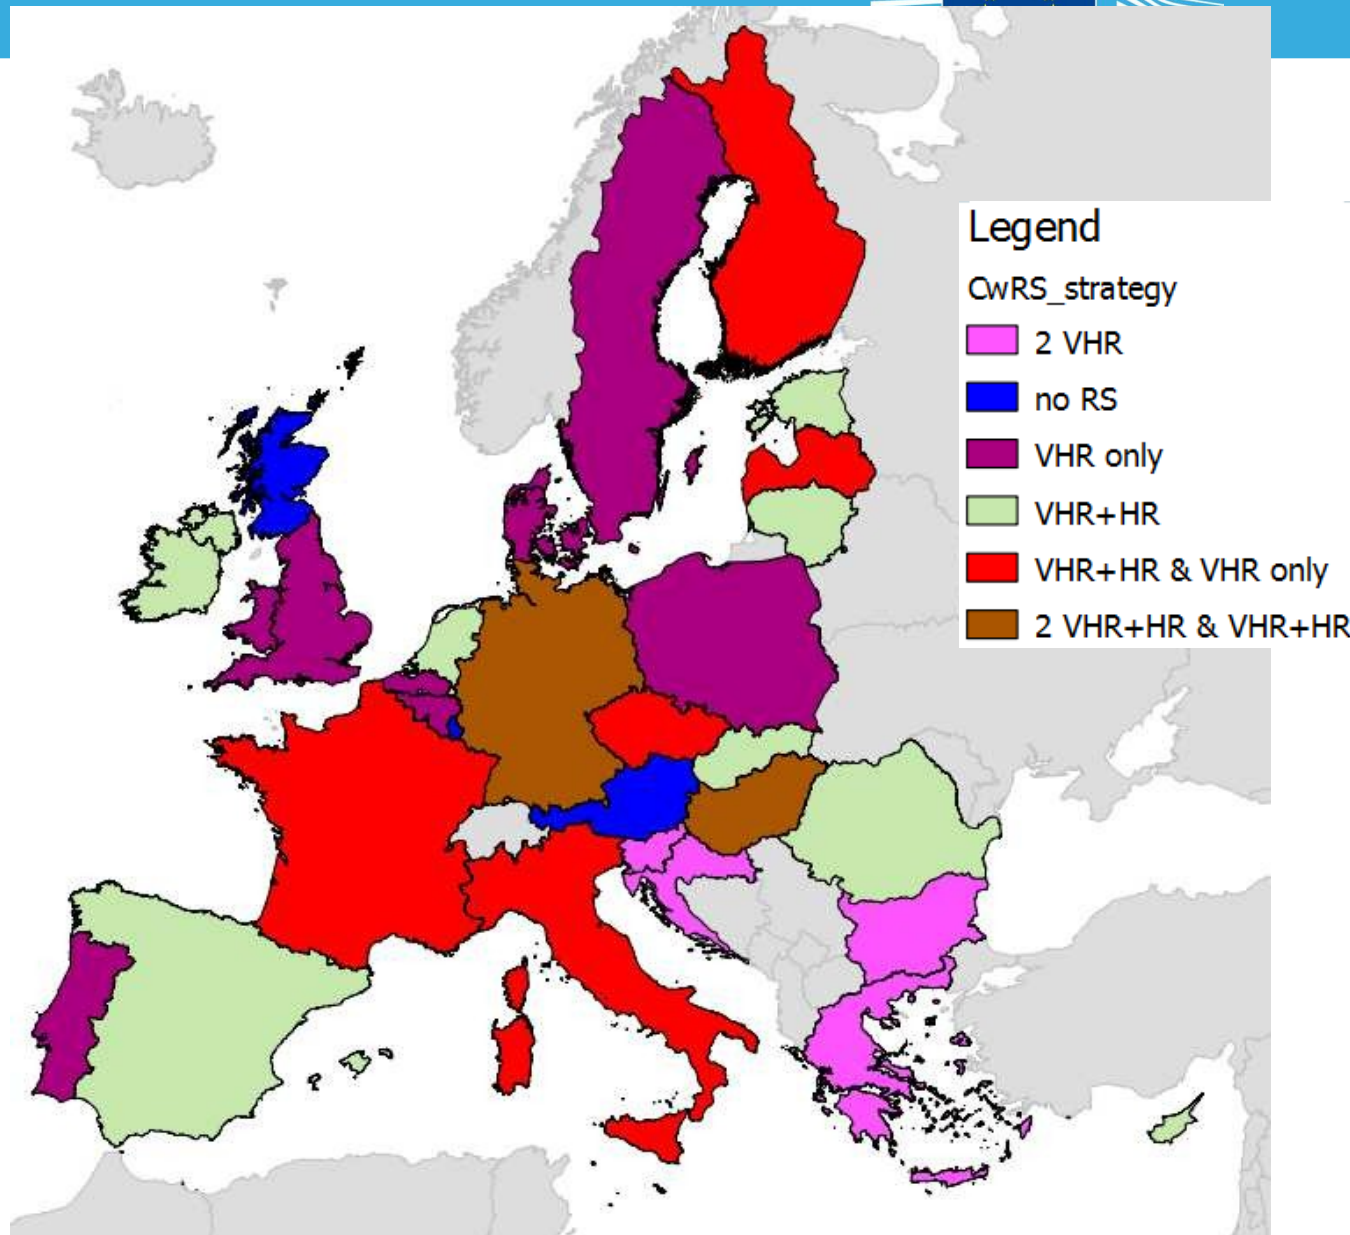 Legend
CwRS_strategy
2 VHR
no RS
VHR only
VHR+HR
VHR+HR & VHR only
2 VHR+HR & VHR+HR